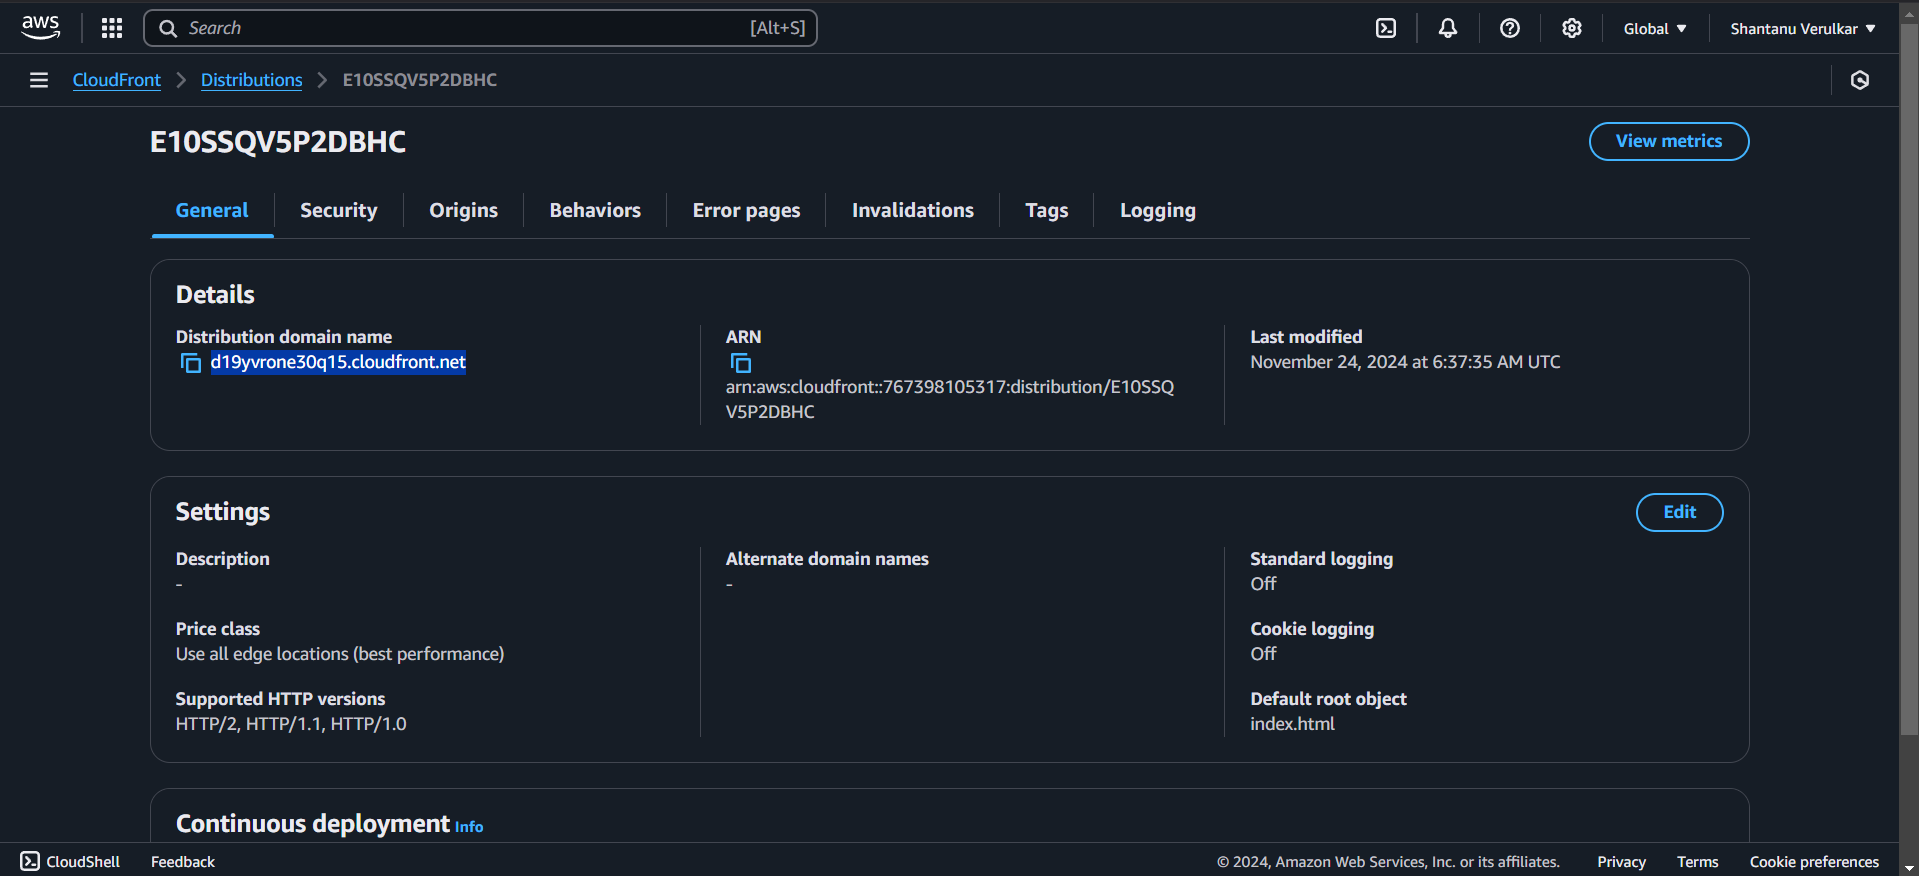 aws
Search [Alt+S]
Global
Shantanu Verulkar
CloudFront
Distributions
E10SSQV5P2DBHC
E10SSQV5P2DBHC
View metrics
General
Security
Origins
Behaviors
Error pages
Invalidations
Tags
Logging
Details
Distribution domain name
d19yvrone30q15.cloudfront.net
ARN
arn:aws:cloudfront::767398105317:distribution/E10SSQ
V5P2DBHC
Last modified
November 24, 2024 at 6:37:35 AM UTC
Settings
Edit
Description
-
Price class
Use all edge locations (best performance)
Supported HTTP versions
HTTP/2, HTTP/1.1, HTTP/1.0
Alternate domain names
-
Standard logging
Off
Cookie logging
Off
Default root object
index.html
Continuous deployment Info
CloudShell
Feedback
© 2024, Amazon Web Services, Inc. or its affiliates.
Privacy
Terms
Cookie preferences